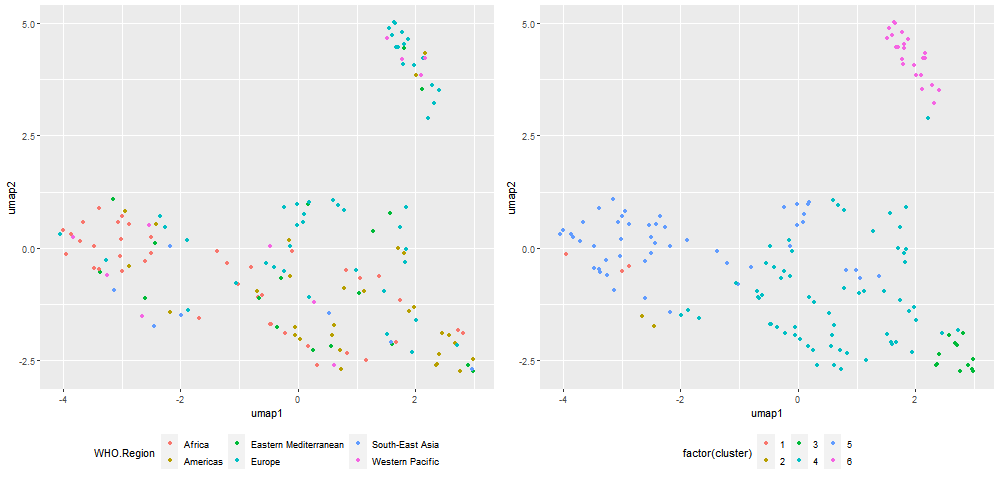 5.0
2.5
0.0
-2.5
umap2
-4
-2
0
2
umap1
WHO.Region
Africa
Eastern Mediterranean
South-East Asia
Americas
Europe
Western Pacific
5.0
2.5
0.0
-2.5
umap2
-4
-2
0
2
umap1
factor(cluster)
1
3
5
2
4
6